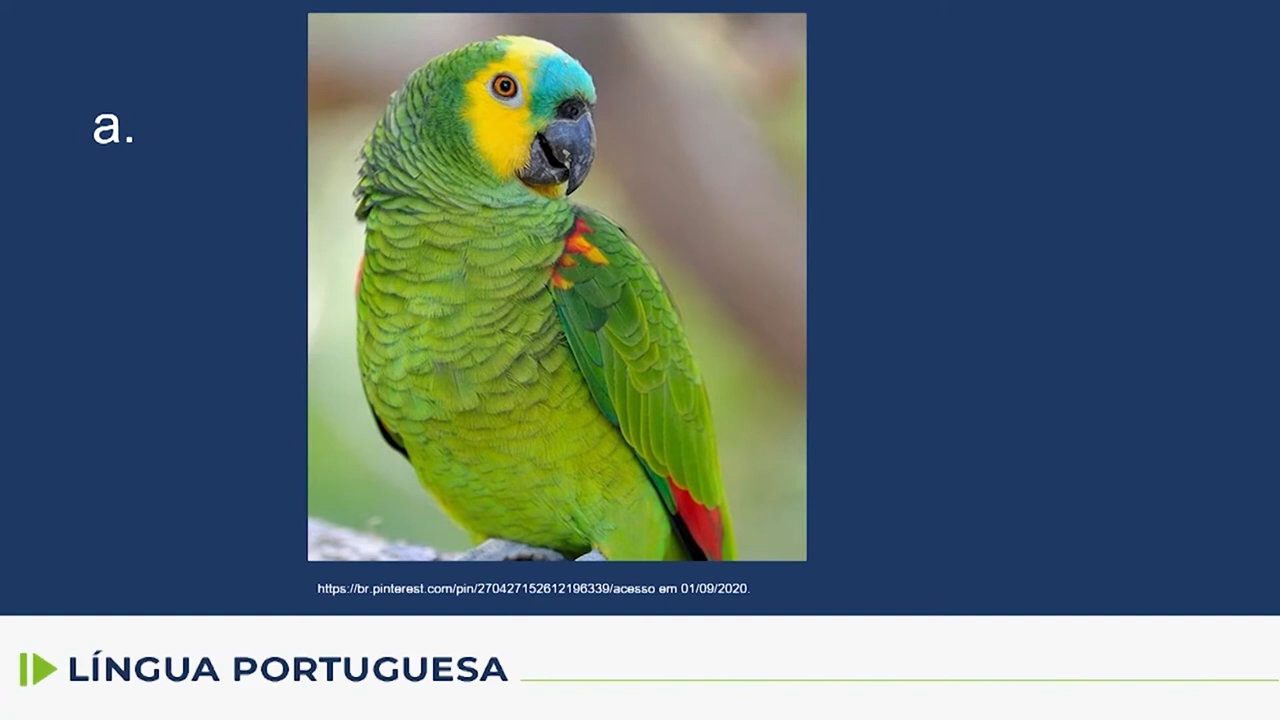 a.
https://br.pinterest.com/pin/270427152612196339/acesso em 01/09/2020.
LÍNGUA PORTUGUESA